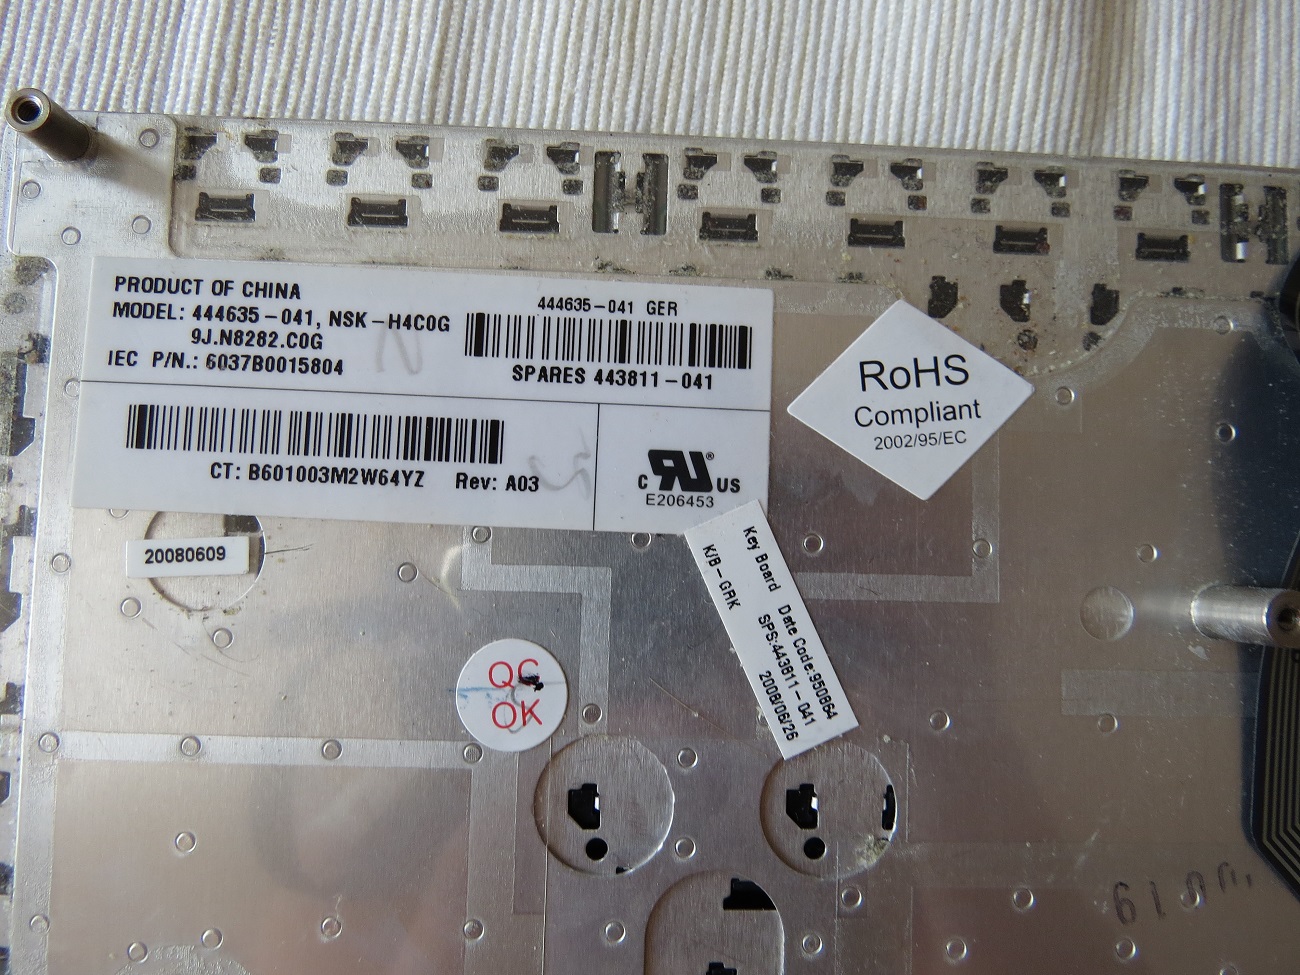 PRODUCT OF CHINA
MODEL: 444635-041, NSK-H4C0G
9J.N8282.C0G
IEC P/N.: 6037B0015804
444635-041 GER
SPARES 443811-041
CT: B601003M2W64YZ Rev: A03
C US
®
E206453
RoHS
Compliant
2002/95/EC
20080609
Key Board Date Code:950864
K/B-GRK SPS:443811-041
2008/06/26
QC
OK